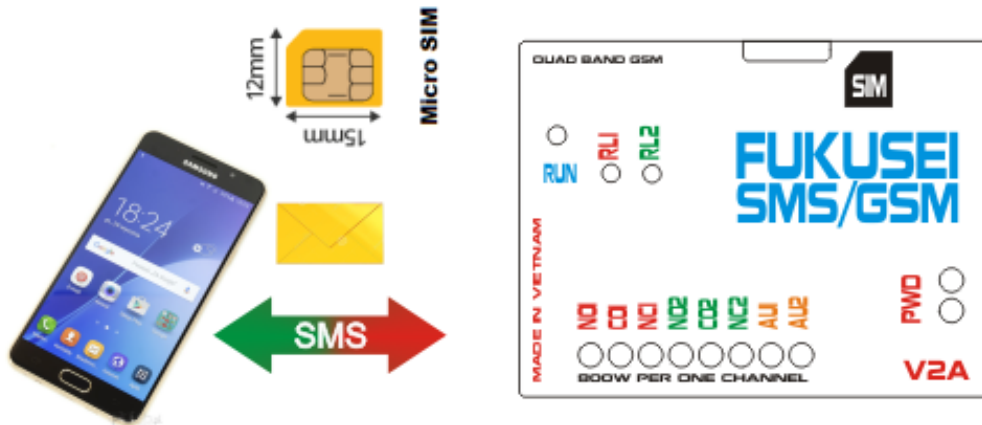 12mm
15mm
Micro SIM
SAMSUNG
18:24
Google
SMS
QUAD BAND GSM
SIM
RUN
RL1
RL2
FUKUSEI
SMS/GSM
MADE IN VIETNAM
NO1
CO1
NC1
NO2
CO2
NC2
AU1
AU2
PWD
800W PER ONE CHANNEL
V2A